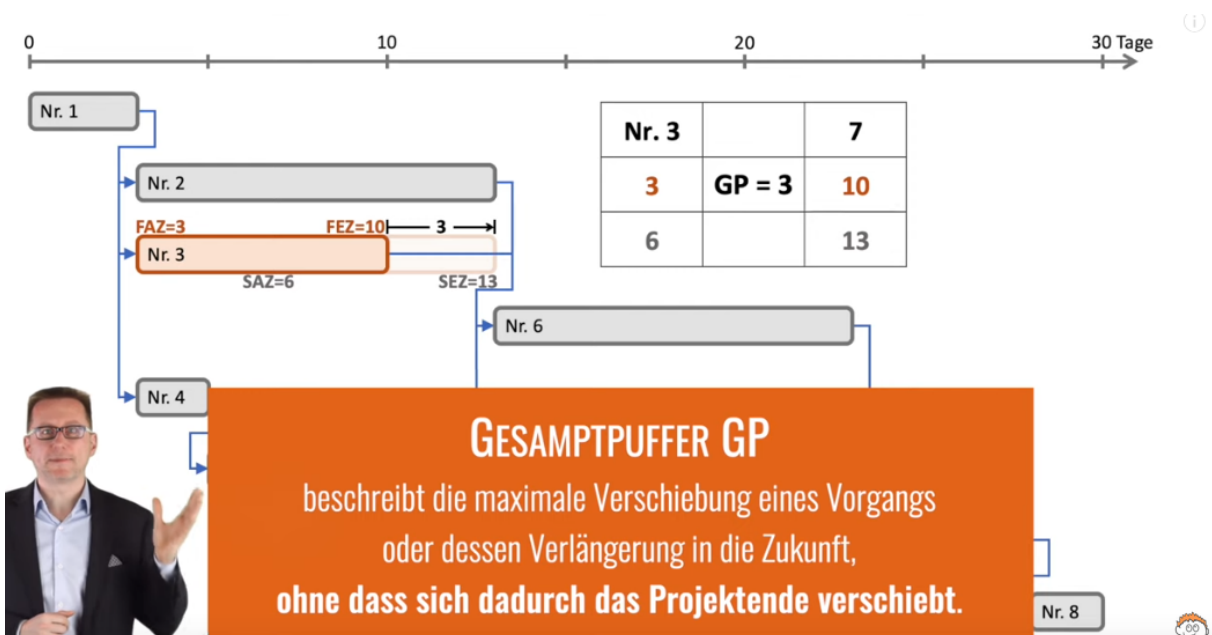 0 10 20 30 Tage
Nr. 1
Nr. 3 7
3 GP = 3 10
6 13
Nr. 2
FAZ=3 FEZ=10 3
Nr. 3
SAZ=6 SEZ=13
Nr. 6
Nr. 4
GESAMPTPUFFER GP
beschreibt die maximale Verschiebung eines Vorgangs
oder dessen Verlängerung in die Zukunft,
ohne dass sich dadurch das Projektende verschiebt.
Nr. 8